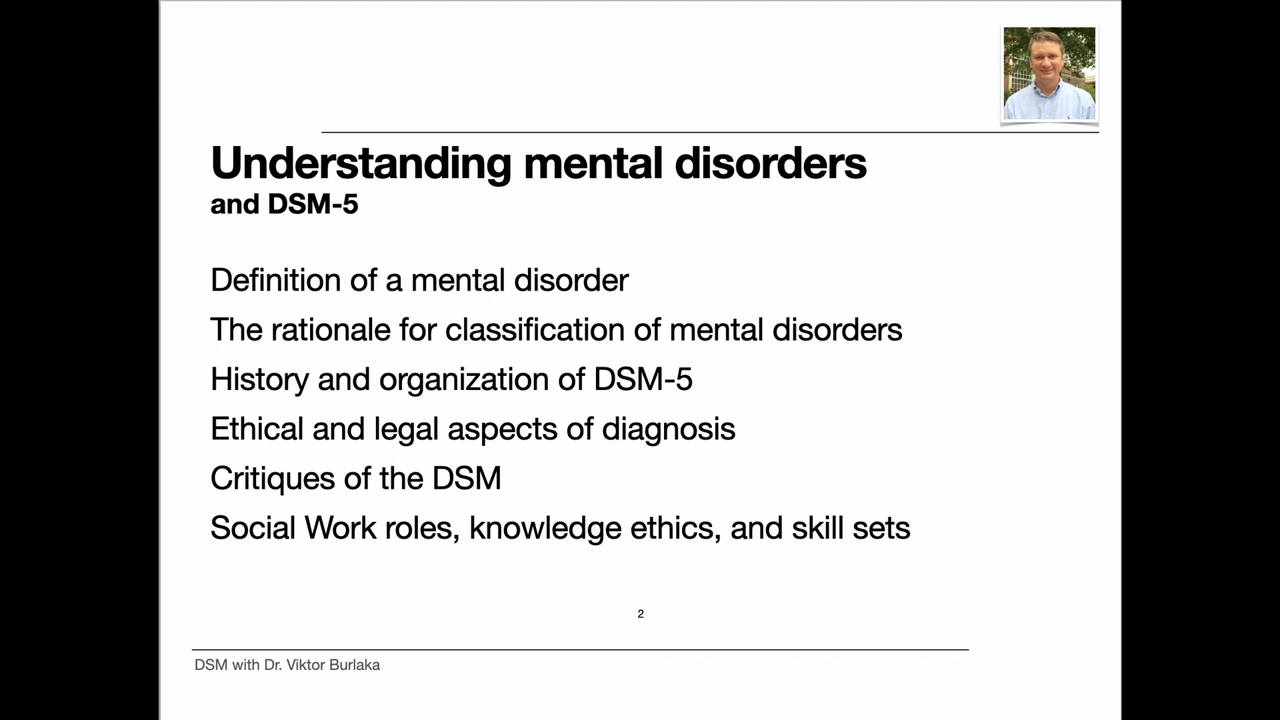 Understanding mental disorders
and DSM-5
Definition of a mental disorder
The rationale for classification of mental disorders
History and organization of DSM-5
Ethical and legal aspects of diagnosis
Critiques of the DSM
Social Work roles, knowledge ethics, and skill sets
2
DSM with Dr. Viktor Burlaka